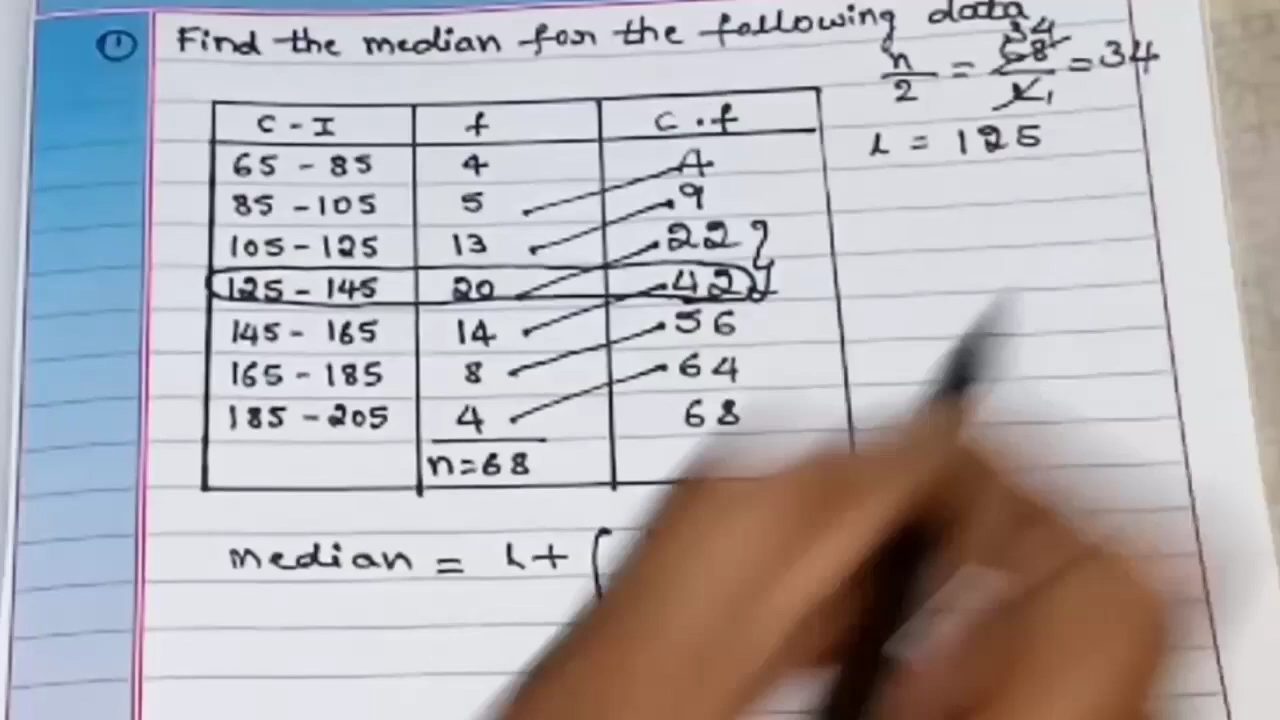 ① Find the median for the following data
n/2 = 68/2 = 34
34 1
L = 125
C - I f C.f
65 - 85 4 4
85 - 105 5 9
105 - 125 13 22
125 - 145 20 42
145 - 165 14 56
165 - 185 8 64
185 - 205 4 68
n = 68
median = L + (